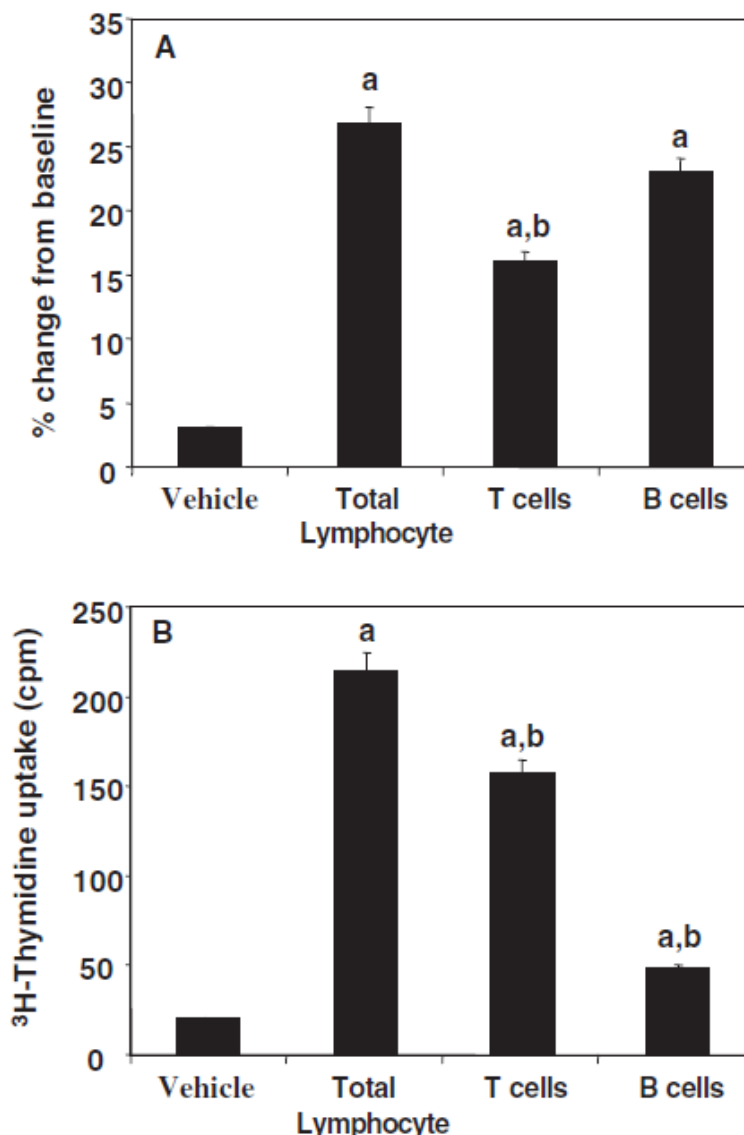 A
% change from baseline
35
30
25
20
15
10
5
0
a
a,b
a
Vehicle
Total
Lymphocyte
T cells
B cells
B
³H-Thymidine uptake (cpm)
250
200
150
100
50
0
a
a,b
a,b
Vehicle
Total
Lymphocyte
T cells
B cells